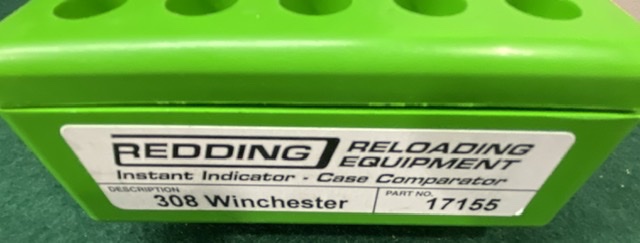 REDDING RELOADING
EQUIPMENT
Instant Indicator - Case Comparator
DESCRIPTION PART NO.
308 Winchester 17155